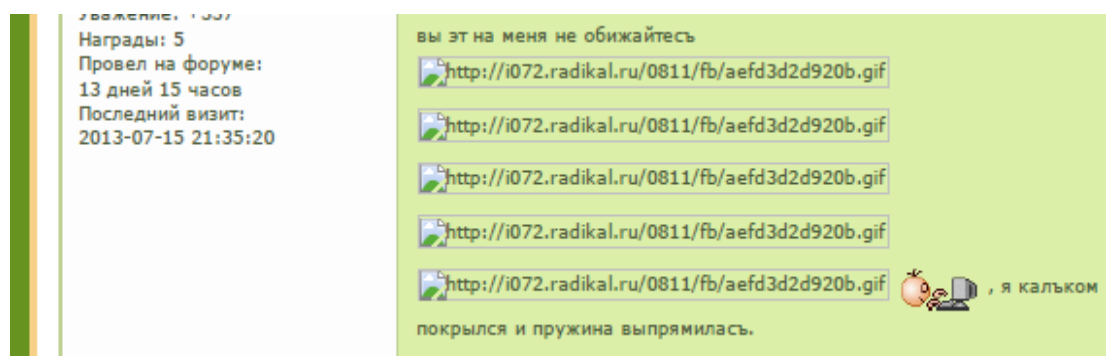 Уважение: +337
Награды: 5
Провел на форуме:
13 дней 15 часов
Последний визит:
2013-07-15 21:35:20
вы эт на меня не обижайтесъ
http://i072.radikal.ru/0811/fb/aefd3d2d920b.gif
http://i072.radikal.ru/0811/fb/aefd3d2d920b.gif
http://i072.radikal.ru/0811/fb/aefd3d2d920b.gif
http://i072.radikal.ru/0811/fb/aefd3d2d920b.gif
http://i072.radikal.ru/0811/fb/aefd3d2d920b.gif , я калъком
покрылся и пружина выпрямиласъ.